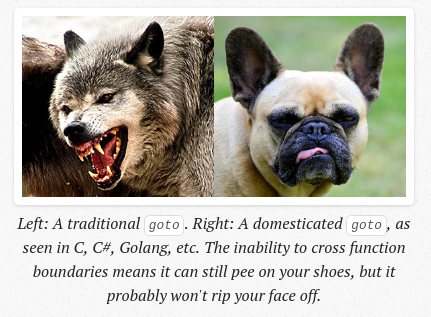 Left: A traditional goto. Right: A domesticated goto, as
seen in C, C#, Golang, etc. The inability to cross function
boundaries means it can still pee on your shoes, but it
probably won't rip your face off.